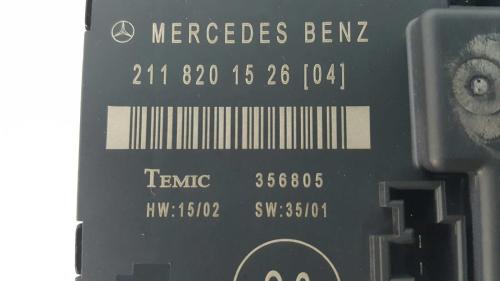 MERCEDES BENZ
211 820 15 26 [04]
TEMIC 356805
HW:15/02 SW:35/01